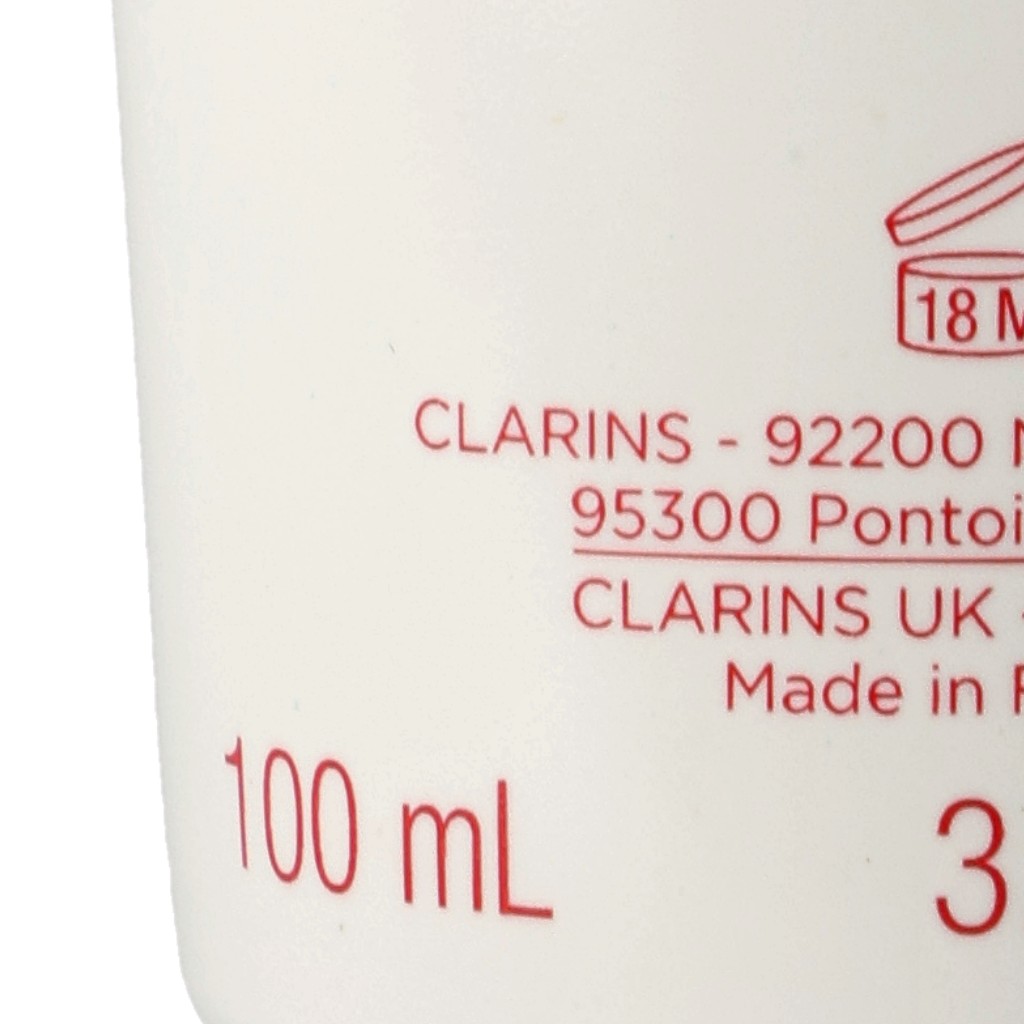 18 M
CLARINS - 92200
95300 Pontoi
CLARINS UK -
Made in
100 mL
3